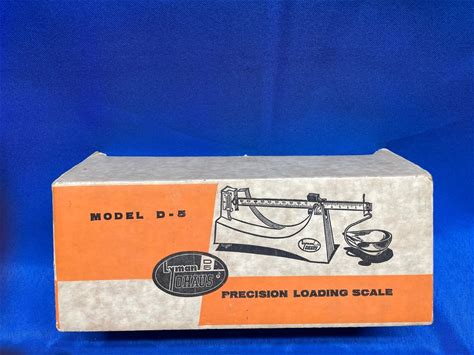 MODEL D-5
Lyman
OHAUS
PRECISION LOADING SCALE